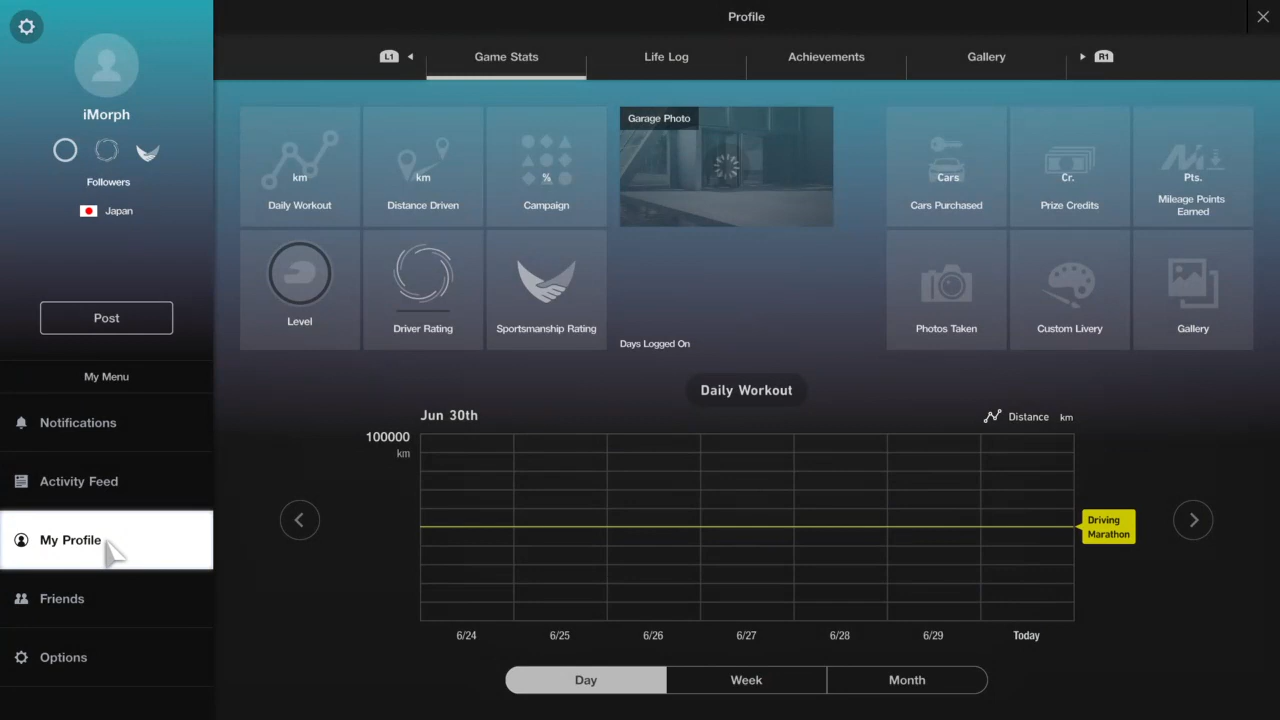 Profile
L1
Game Stats
Life Log
Achievements
Gallery
R1
iMorph
Followers
Japan
Post
My Menu
Notifications
Activity Feed
My Profile
Friends
Options
km
Daily Workout
km
Distance Driven
%
Campaign
Garage Photo
Cars
Cars Purchased
Cr.
Prize Credits
Pts.
Mileage Points
Earned
Level
Driver Rating
Sportsmanship Rating
Days Logged On
Photos Taken
Custom Livery
Gallery
Daily Workout
Jun 30th
Distance km
100000
km
Driving
Marathon
6/24 6/25 6/26 6/27 6/28 6/29 Today
Day
Week
Month